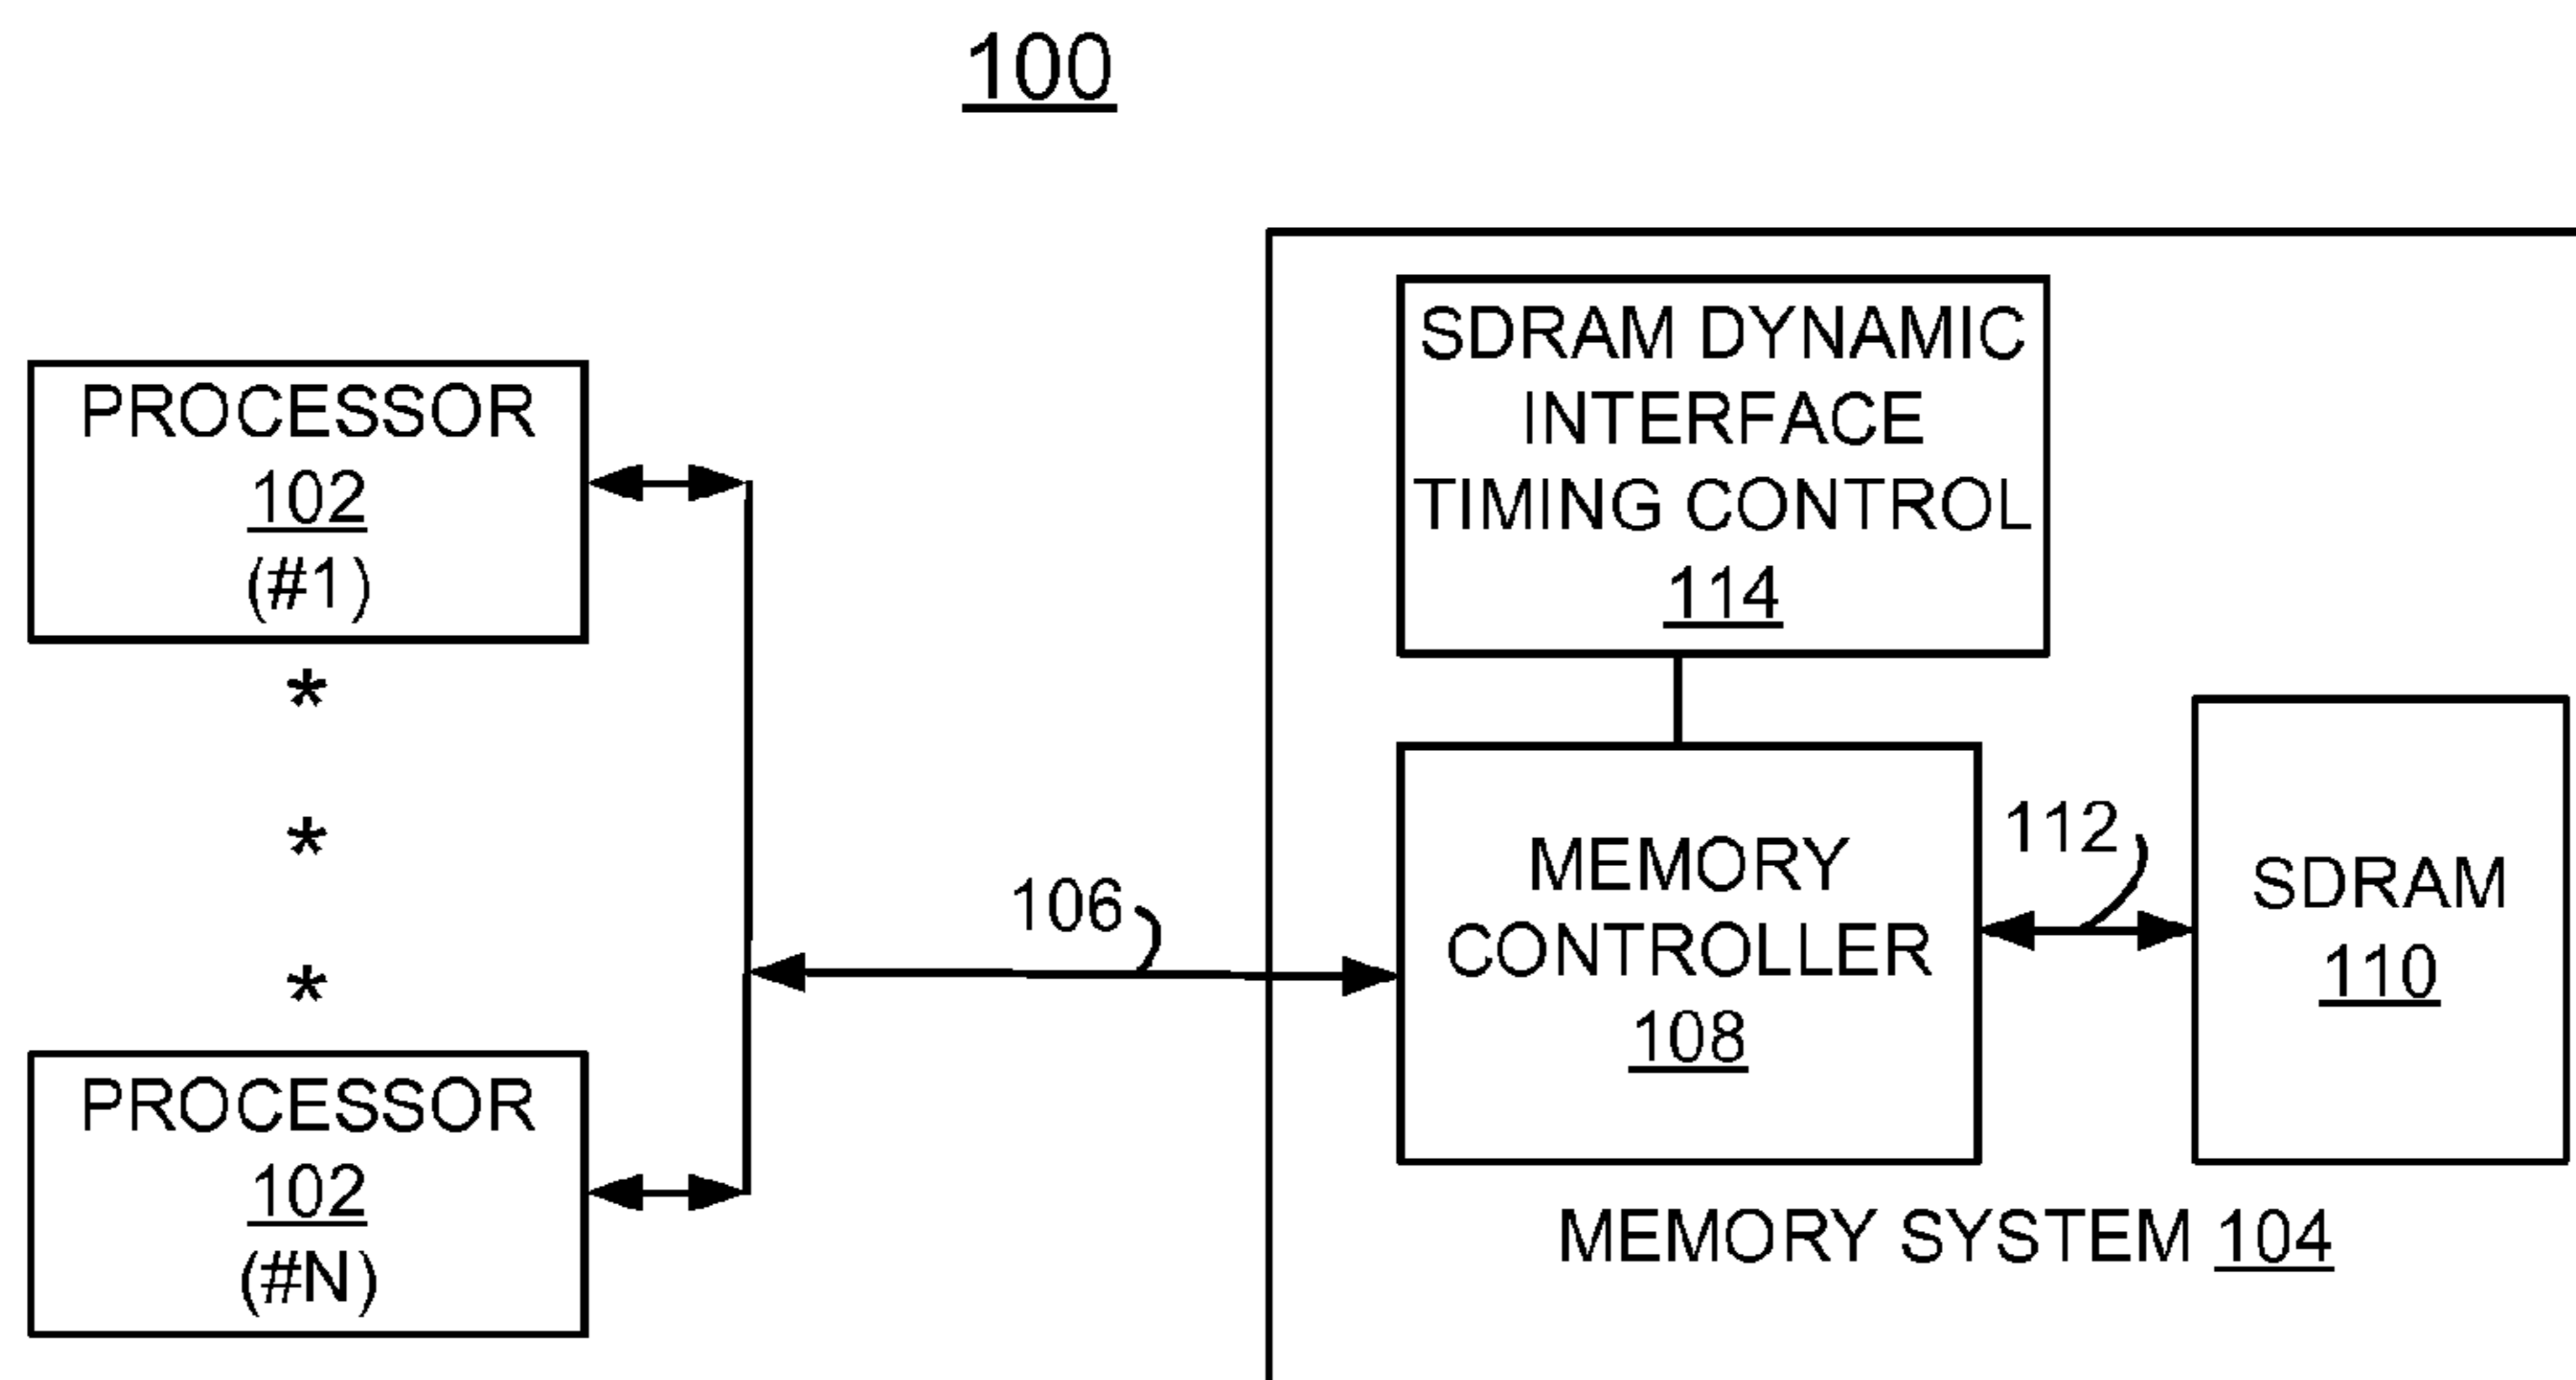 100
PROCESSOR
102
(#1)
*
*
*
PROCESSOR
102
(#N)
106
SDRAM DYNAMIC
INTERFACE
TIMING CONTROL
114
MEMORY
CONTROLLER
108
112
SDRAM
110
MEMORY SYSTEM 104